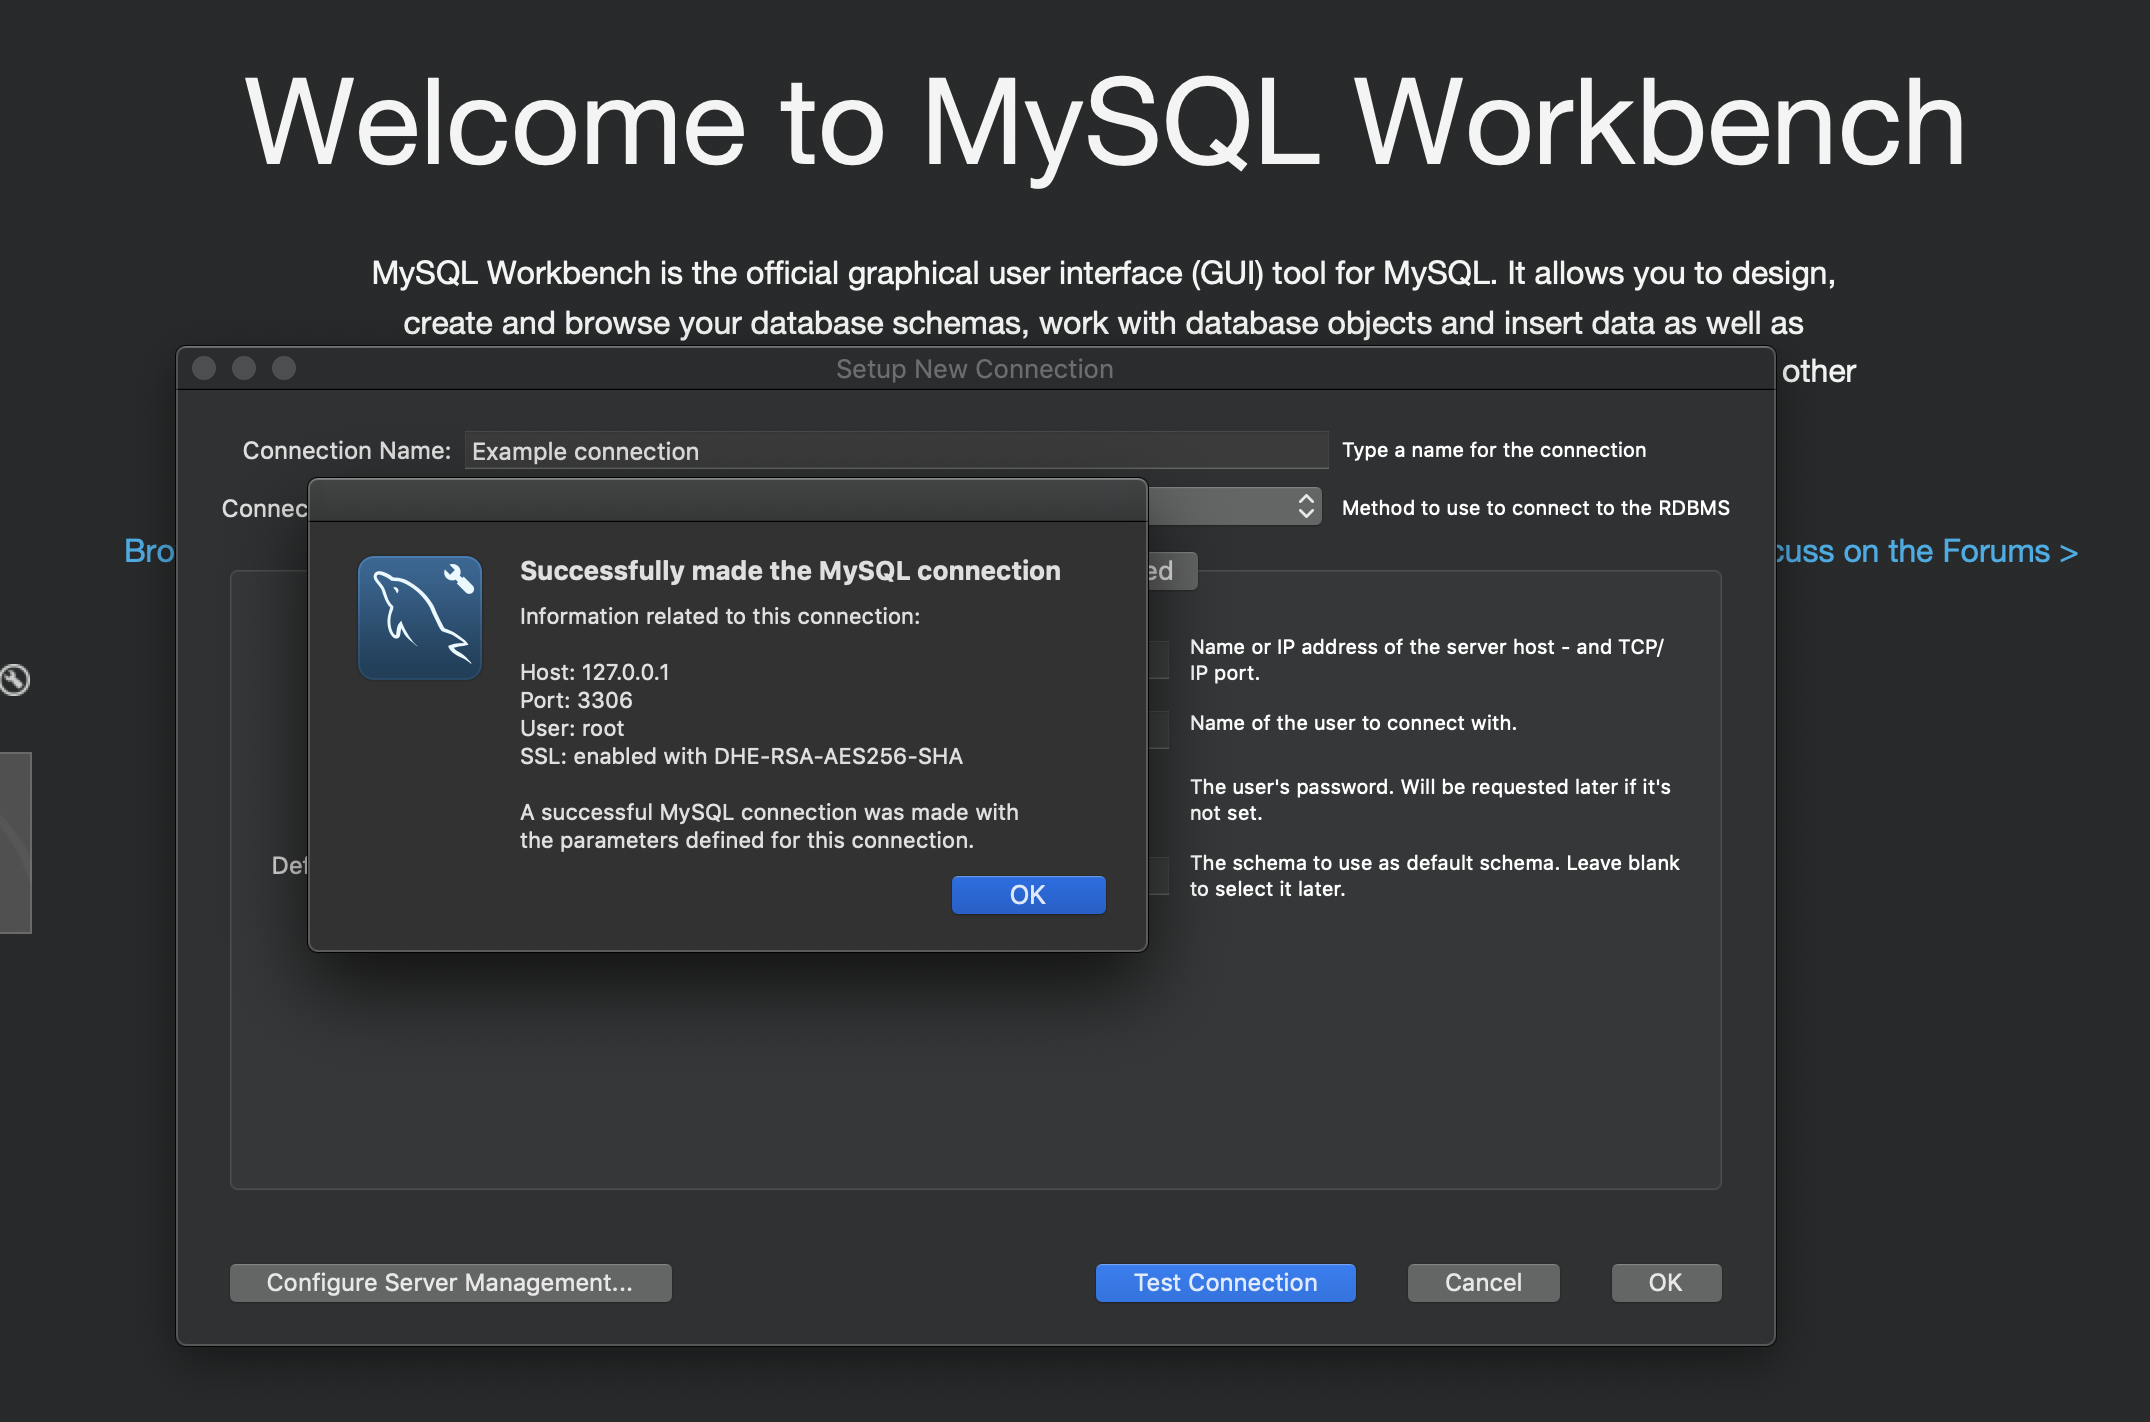 Welcome to MySQL Workbench
MySQL Workbench is the official graphical user interface (GUI) tool for MySQL. It allows you to design,
create and browse your database schemas, work with database objects and insert data as well as
other
Setup New Connection
Connection Name: Example connection Type a name for the connection
Connec Method to use to connect to the RDBMS
Bro
cuss on the Forums >
ed
Successfully made the MySQL connection
Information related to this connection:
Host: 127.0.0.1
Port: 3306
User: root
SSL: enabled with DHE-RSA-AES256-SHA
A successful MySQL connection was made with
the parameters defined for this connection.
OK
Name or IP address of the server host - and TCP/
IP port.
Name of the user to connect with.
The user's password. Will be requested later if it's
not set.
Def
The schema to use as default schema. Leave blank
to select it later.
Configure Server Management... Test Connection Cancel OK